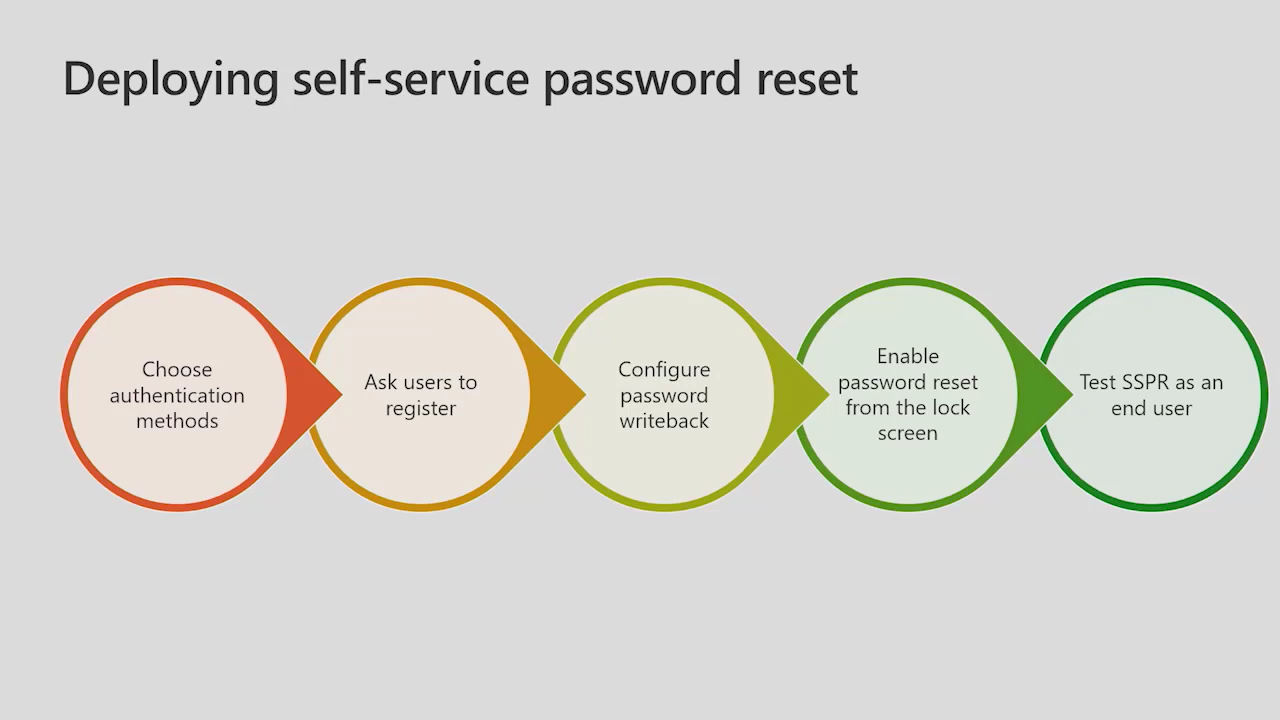 Deploying self-service password reset
Choose
authentication
methods
Ask users to
register
Configure
password
writeback
Enable
password reset
from the lock
screen
Test SSPR as an
end user